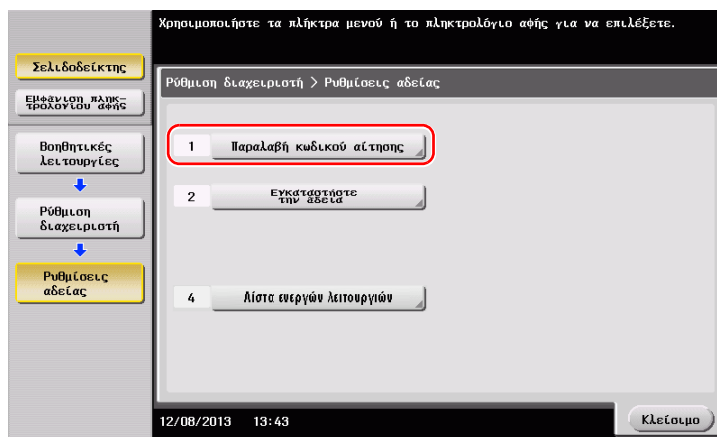 Χρησιμοποιήστε τα πλήκτρα μενού ή το πληκτρολόγιο αφής για να επιλέξετε.
Σελιδοδείκτης
Εμφάνιση πληκ-
τρολογίου αφής
Βοηθητικές
λειτουργίες
Ρύθμιση
διαχειριστή
Ρυθμίσεις
αδείας
Ρύθμιση διαχειριστή > Ρυθμίσεις αδείας
1 Παραλαβή κωδικού αίτησης
2 Εγκαταστήστε
την άδεια
4 Λίστα ενεργών λειτουργιών
12/08/2013 13:43
Κλείσιμο